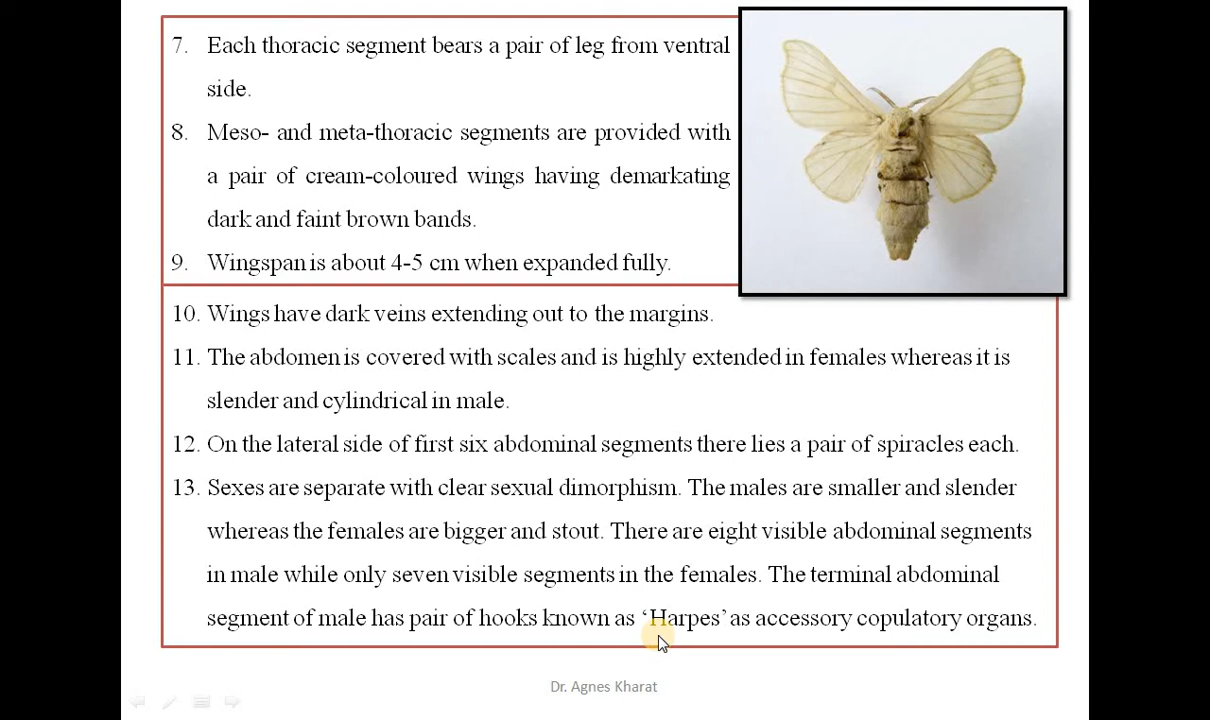 7. Each thoracic segment bears a pair of leg from ventral
side.
8. Meso- and meta-thoracic segments are provided with
a pair of cream-coloured wings having demarkating
dark and faint brown bands.
9. Wingspan is about 4-5 cm when expanded fully.
10. Wings have dark veins extending out to the margins.
11. The abdomen is covered with scales and is highly extended in females whereas it is
slender and cylindrical in male.
12. On the lateral side of first six abdominal segments there lies a pair of spiracles each.
13. Sexes are separate with clear sexual dimorphism. The males are smaller and slender
whereas the females are bigger and stout. There are eight visible abdominal segments
in male while only seven visible segments in the females. The terminal abdominal
segment of male has pair of hooks known as ‘Harpes’ as accessory copulatory organs.
Dr. Agnes Kharat